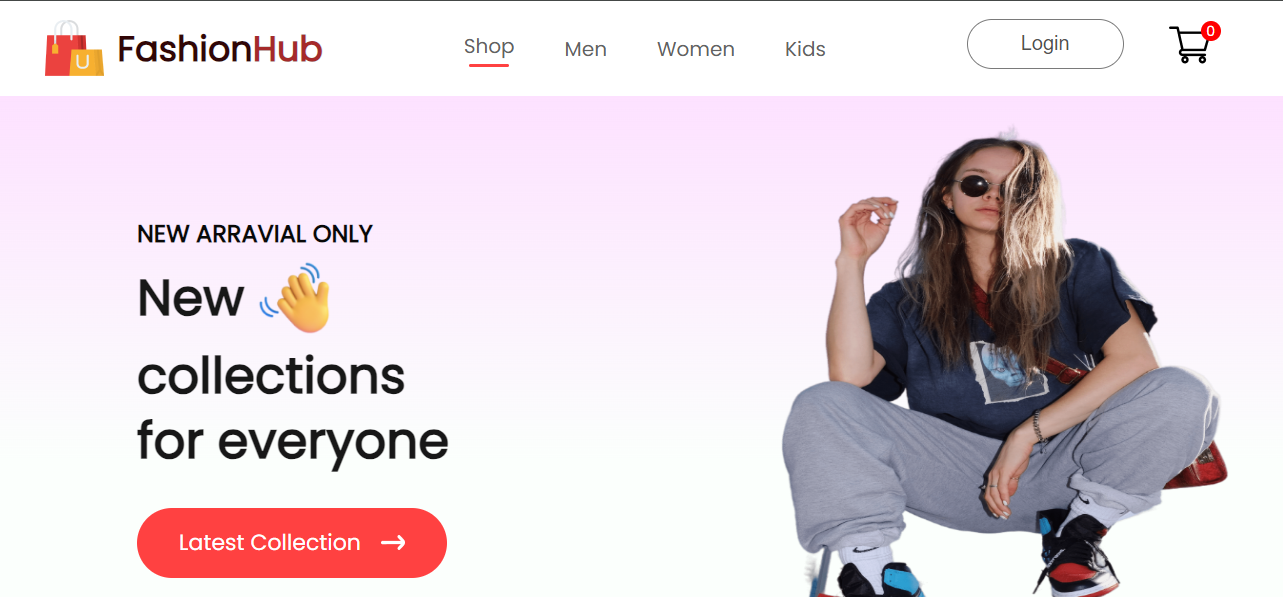 U
FashionHub
Shop
Men
Women
Kids
Login
0
NEW ARRAVIAL ONLY
New 👋
collections
for everyone
Latest Collection →